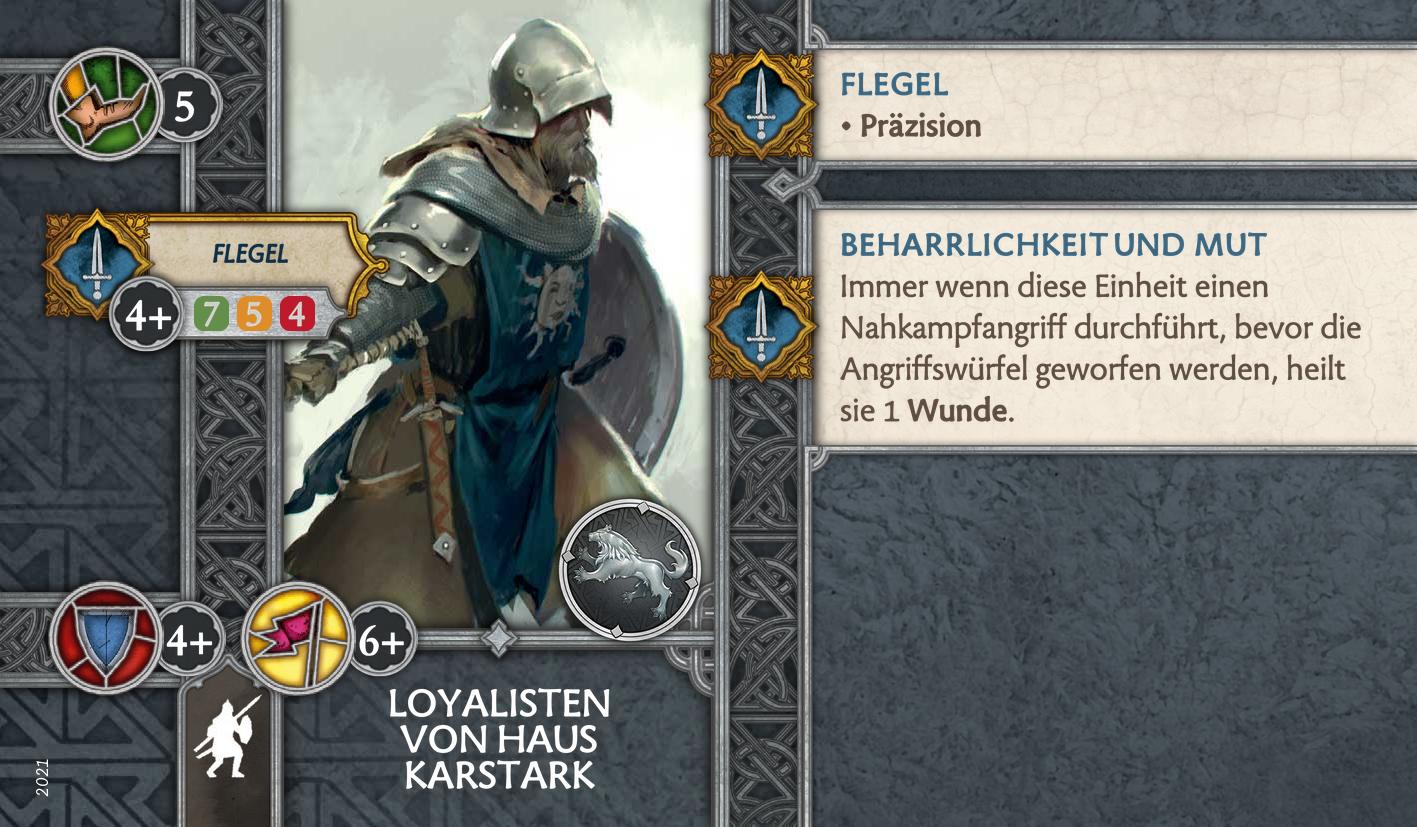 5
FLEGEL
4+
7 5 4
4+
6+
LOYALISTEN
VON HAUS
KARSTARK
2021
FLEGEL
• Präzision
BEHARRLICHKEIT UND MUT
Immer wenn diese Einheit einen
Nahkampfangriff durchführt, bevor die
Angriffswürfel geworfen werden, heilt
sie 1 Wunde.